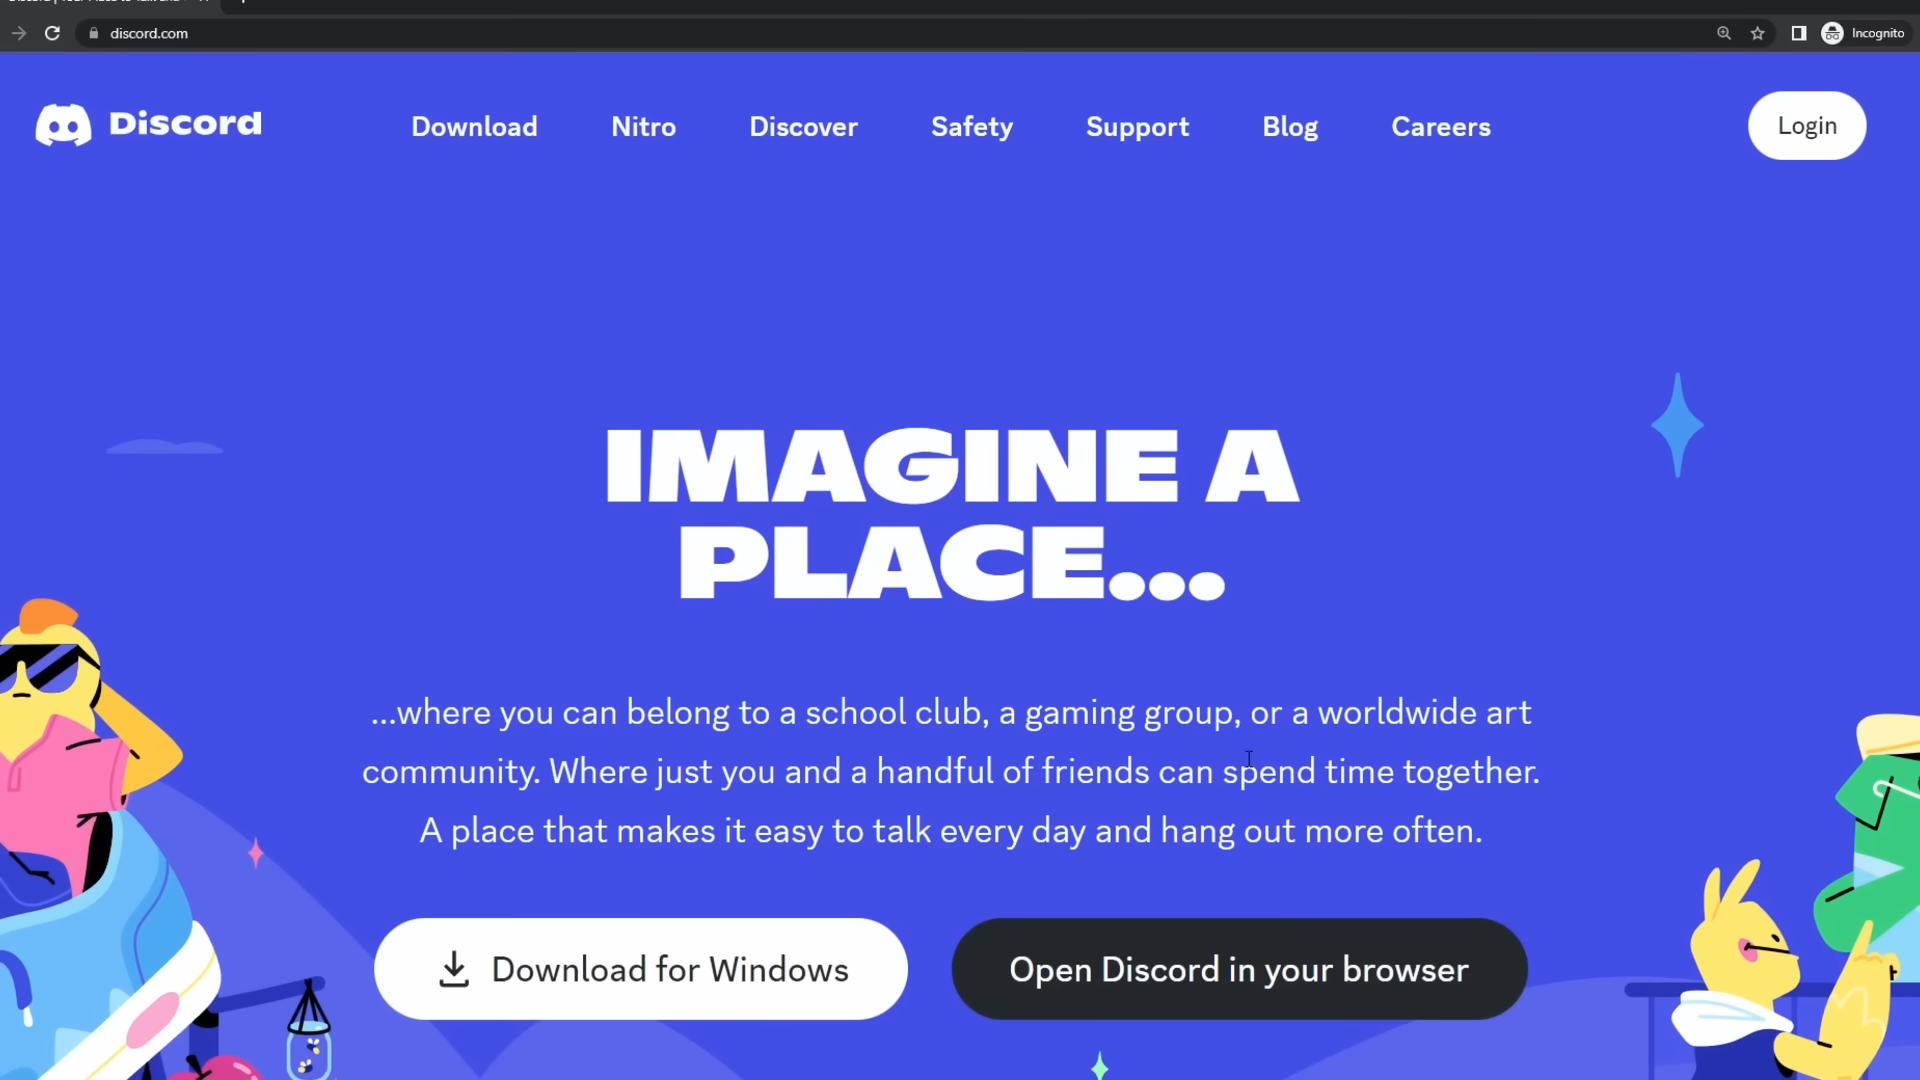 discord.com
Incognito
Discord
Download
Nitro
Discover
Safety
Support
Blog
Careers
Login
IMAGINE A
PLACE...
...where you can belong to a school club, a gaming group, or a worldwide art
community. Where just you and a handful of friends can spend time together.
A place that makes it easy to talk every day and hang out more often.
Download for Windows
Open Discord in your browser